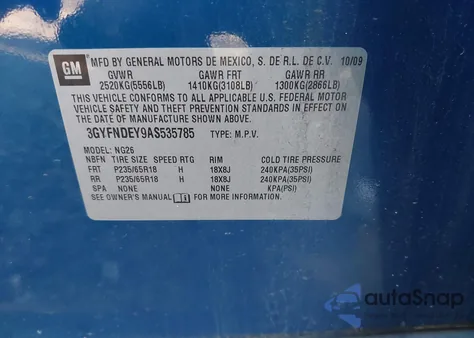 GM
MFD BY GENERAL MOTORS DE MEXICO, S. DE R.L. DE C.V. 10/09
GVWR GAWR FRT GAWR RR
2520KG(5556LB) 1410KG(3108LB) 1300KG(2866LB)
THIS VEHICLE CONFORMS TO ALL APPLICABLE U.S. FEDERAL MOTOR
VEHICLE SAFETY AND THEFT PREVENTION STANDARDS IN EFFECT ON
THE DATE OF MANUFACTURE SHOWN ABOVE.
3GYFNDEY9AS535785 TYPE: M.P.V.
MODEL: NG26
NBFN TIRE SIZE SPEED RTG RIM COLD TIRE PRESSURE
FRT P235/65R18 H 18X8J 240KPA(35PSI)
RR P235/65R18 H 18X8J 240KPA(35PSI)
SPA NONE NONE KPA(PSI)
SEE OWNER'S MANUAL FOR MORE INFORMATION.
autoSnap